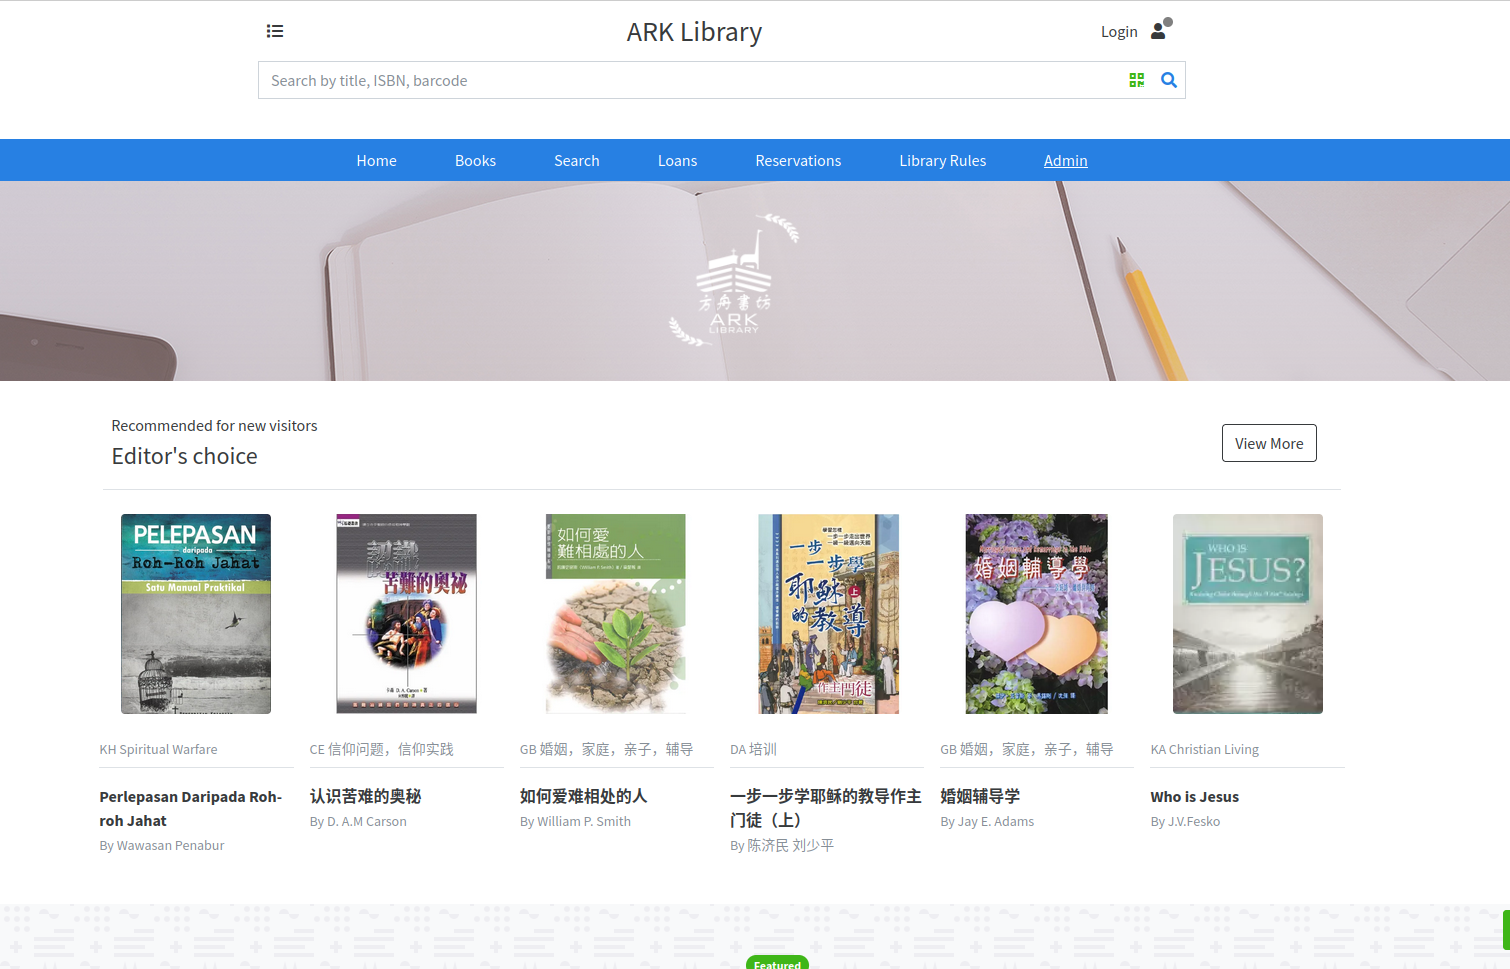 ARK Library
Login
Search by title, ISBN, barcode
Home Books Search Loans Reservations Library Rules Admin
方舟書坊
ARK
LIBRARY
Recommended for new visitors
Editor's choice
View More
PELEPASAN
daripada
Roh-Roh Jahat
Satu Manual Praktikal
認識
苦難的奧祕
如何愛
難相處的人
一步
一步學
耶穌
的教導
上
作主門徒
婚姻輔導學
WHO IS
JESUS?
KH Spiritual Warfare
CE 信仰问题，信仰实践
GB 婚姻，家庭，亲子，辅导
DA 培训
GB 婚姻，家庭，亲子，辅导
KA Christian Living
Perlepasan Daripada Roh-
roh Jahat
By Wawasan Penabur
认识苦难的奥秘
By D. A.M Carson
如何爱难相处的人
By William P. Smith
一步一步学耶稣的教导作主
门徒（上）
By 陈济民 刘少平
婚姻辅导学
By Jay E. Adams
Who is Jesus
By J.V.Fesko
Featured